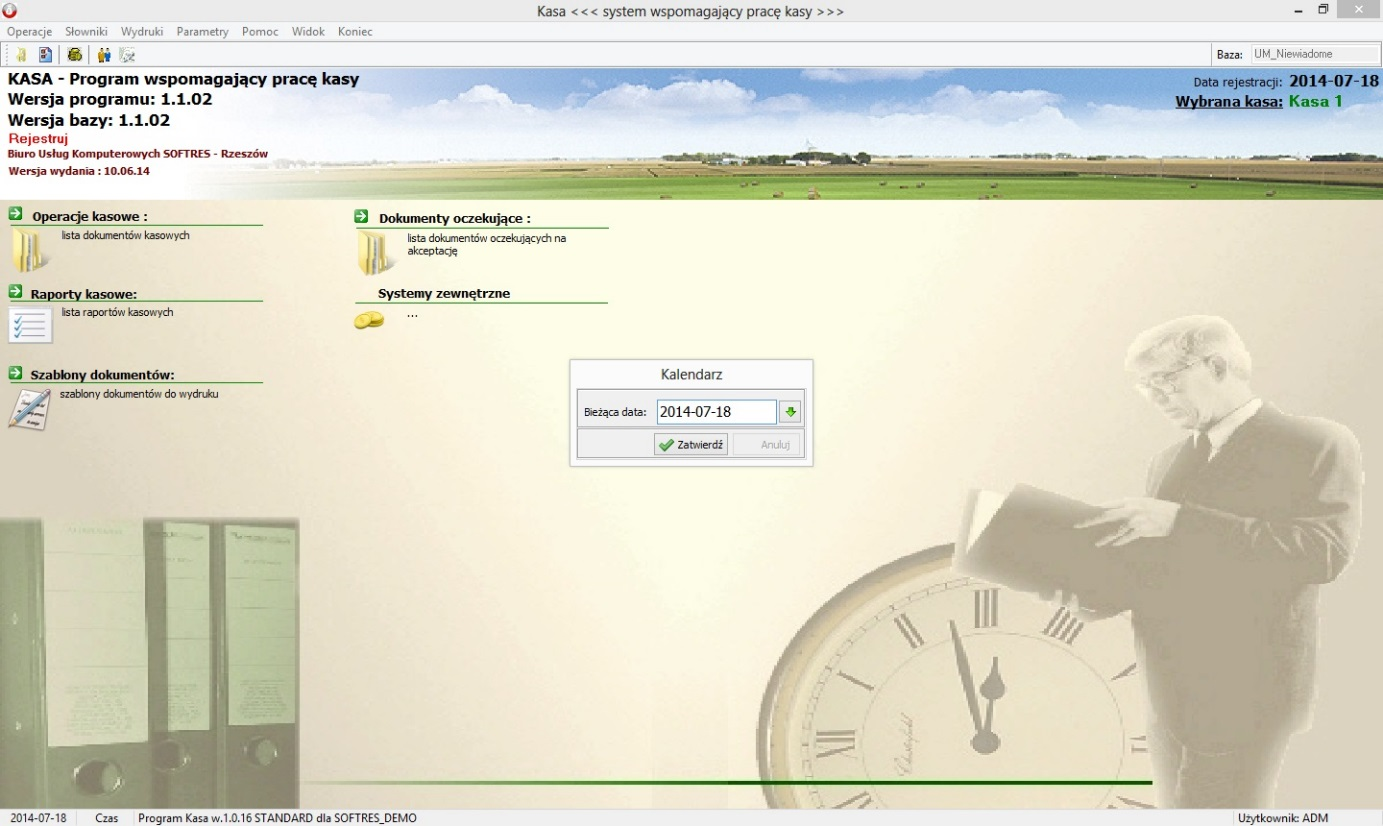 Kasa <<< system wspomagający pracę kasy >>>
Operacje Słowniki Wydruki Parametry Pomoc Widok Koniec
Baza: UM_Niewiadome
KASA - Program wspomagający pracę kasy
Wersja programu: 1.1.02
Wersja bazy: 1.1.02
Rejestruj
Biuro Usług Komputerowych SOFTRES - Rzeszów
Wersja wydania : 10.06.14
Data rejestracji: 2014-07-18
Wybrana kasa: Kasa 1
Operacje kasowe :
lista dokumentów kasowych
Raporty kasowe:
lista raportów kasowych
Szablony dokumentów:
szablony dokumentów do wydruku
Dokumenty oczekujące :
lista dokumentów oczekujących na
akceptację
Systemy zewnętrzne
...
Kalendarz
Bieżąca data: 2014-07-18
Zatwierdź Anuluj
2014-07-18 Czas Program Kasa w.1.0.16 STANDARD dla SOFTRES_DEMO Użytkownik: ADM